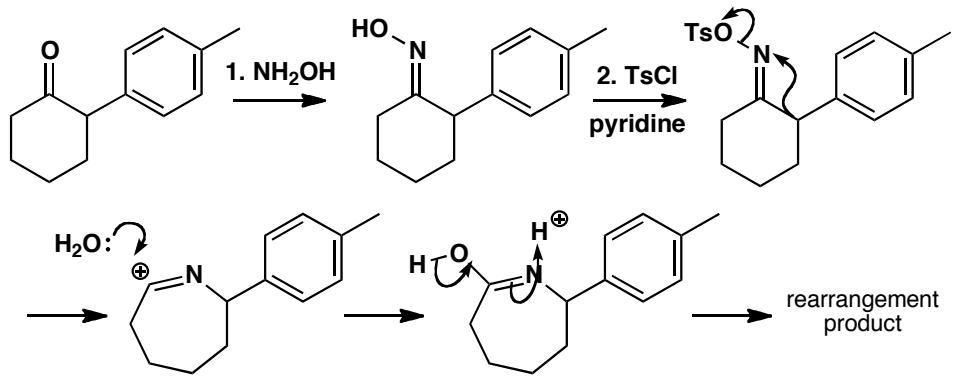 O
1. NH₂OH
HO
N
2. TsCl
pyridine
TsO
N
H₂O:
⊕
N
H
O
N
H⊕
rearrangement
product